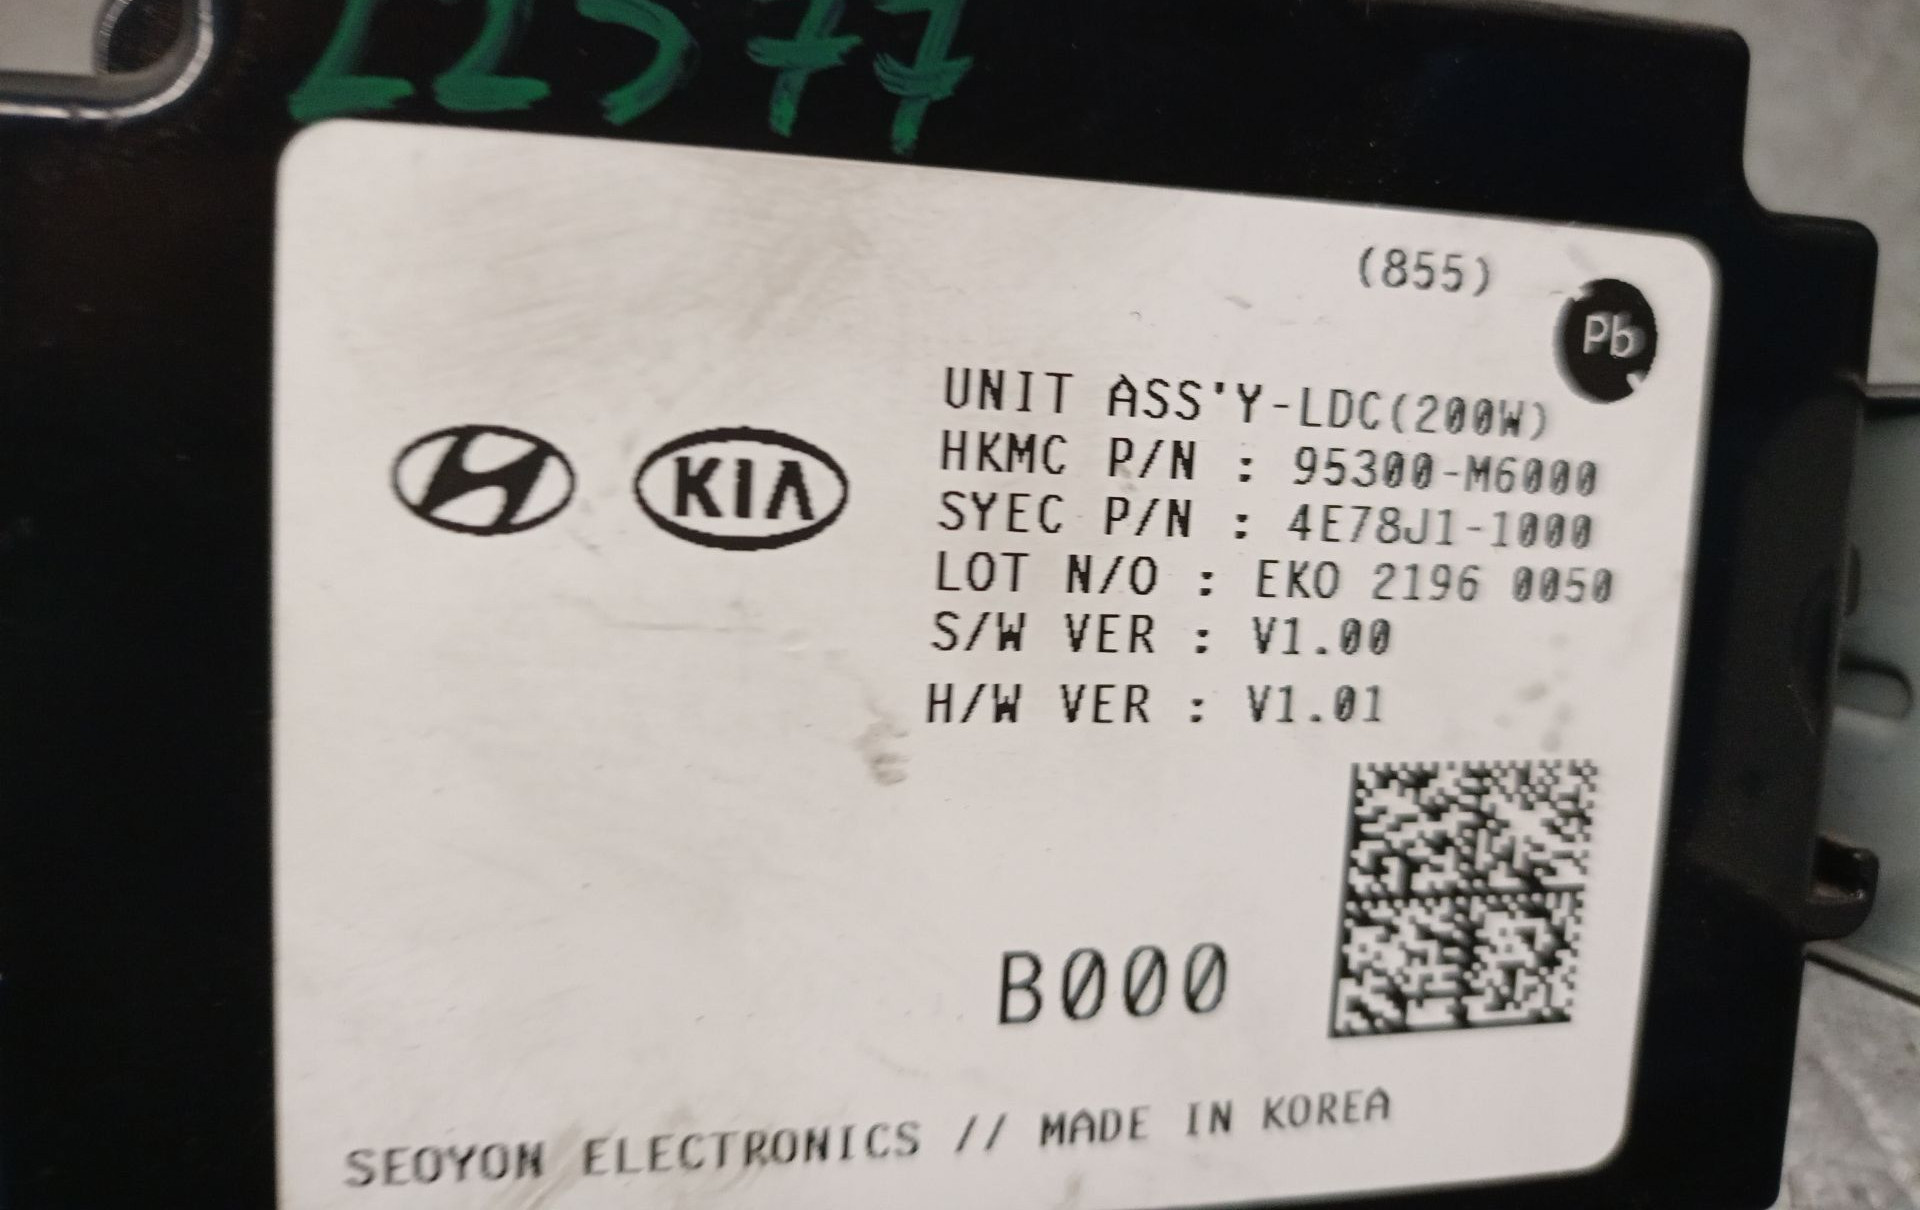 22577
(855)
Pb
UNIT ASS'Y-LDC(200W)
HKMC P/N : 95300-M6000
SYEC P/N : 4E78J1-1000
LOT N/O : EKO 2196 0050
S/W VER : V1.00
H/W VER : V1.01
KIA
B000
SEOYON ELECTRONICS // MADE IN KOREA